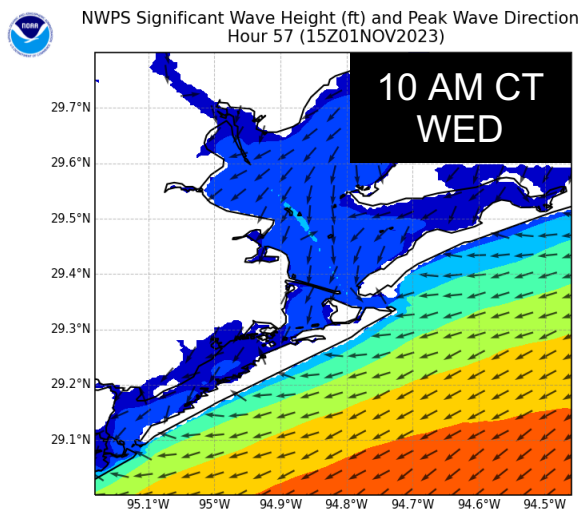 NOAA
NWPS Significant Wave Height (ft) and Peak Wave Direction
Hour 57 (15Z01NOV2023)
10 AM CT
WED
29.7°N
29.6°N
29.5°N
29.4°N
29.3°N
29.2°N
29.1°N
95.1°W 95°W 94.9°W 94.8°W 94.7°W 94.6°W 94.5°W